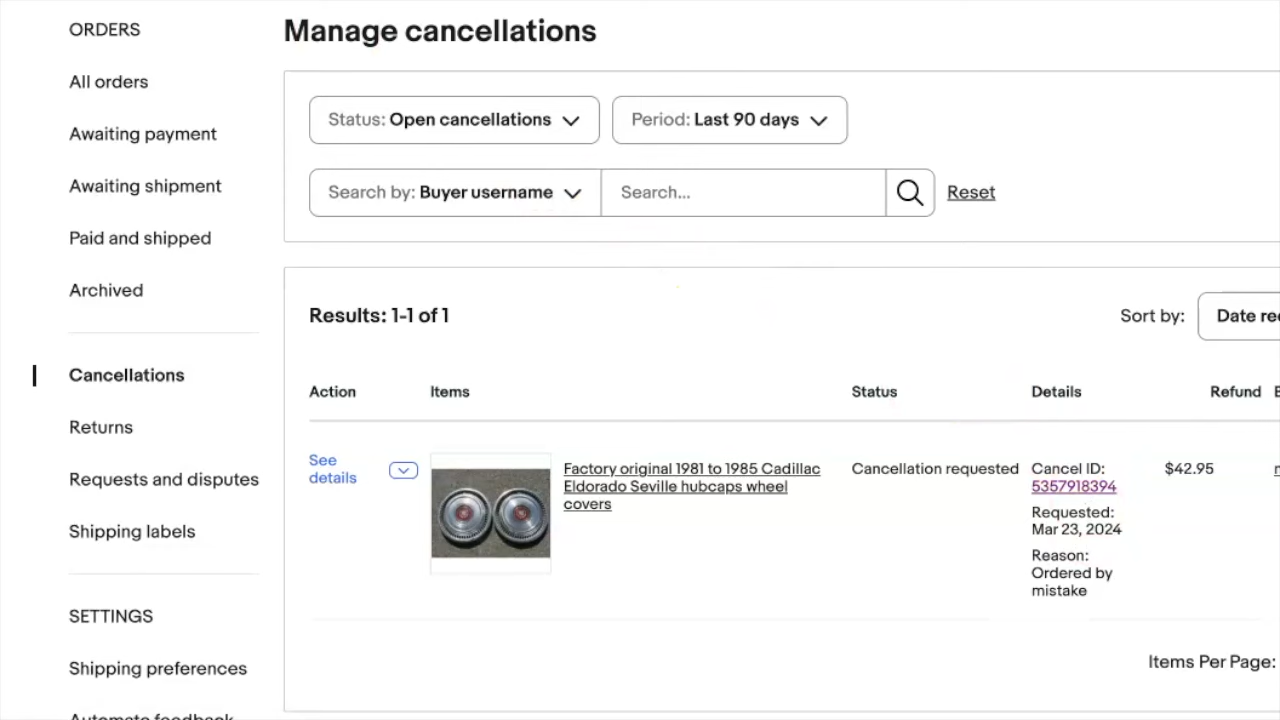 ORDERS
All orders
Awaiting payment
Awaiting shipment
Paid and shipped
Archived
Cancellations
Returns
Requests and disputes
Shipping labels
SETTINGS
Shipping preferences
Automate feedback
Manage cancellations
Status: Open cancellations
Period: Last 90 days
Search by: Buyer username
Search...
Reset
Results: 1-1 of 1
Sort by:
Date re
Action
Items
Status
Details
Refund
See
details
Factory original 1981 to 1985 Cadillac
Eldorado Seville hubcaps wheel
covers
Cancellation requested
Cancel ID:
5357918394
Requested:
Mar 23, 2024
Reason:
Ordered by
mistake
$42.95
Items Per Page: